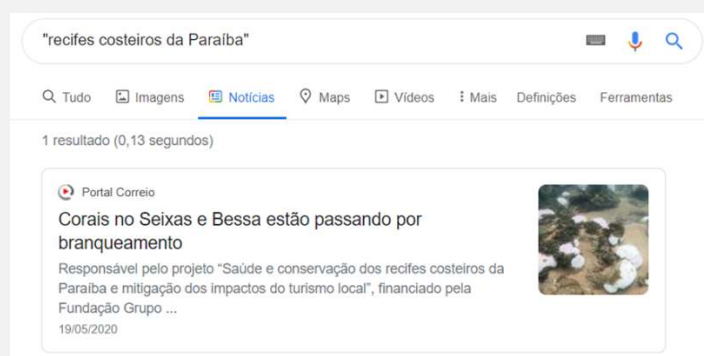 "recifes costeiros da Paraíba"
Tudo Imagens Notícias Maps Vídeos Mais Definições Ferramentas
1 resultado (0,13 segundos)
Portal Correio
Corais no Seixas e Bessa estão passando por
branqueamento
Responsável pelo projeto “Saúde e conservação dos recifes costeiros da
Paraíba e mitigação dos impactos do turismo local”, financiado pela
Fundação Grupo ...
19/05/2020